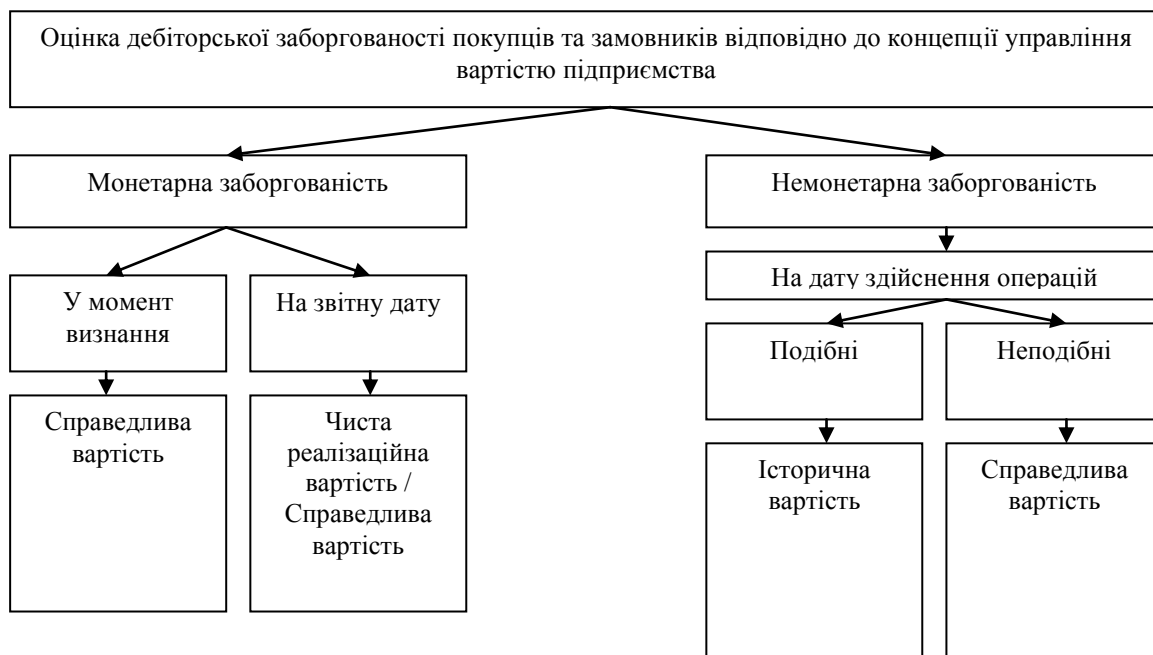 Оцінка дебіторської заборгованості покупців та замовників відповідно до концепції управління
вартістю підприємства
Монетарна заборгованість
Немонетарна заборгованість
У момент
визнання
На звітну дату
На дату здійснення операцій
Подібні
Неподібні
Справедлива
вартість
Чиста
реалізаційна
вартість /
Справедлива
вартість
Історична
вартість
Справедлива
вартість